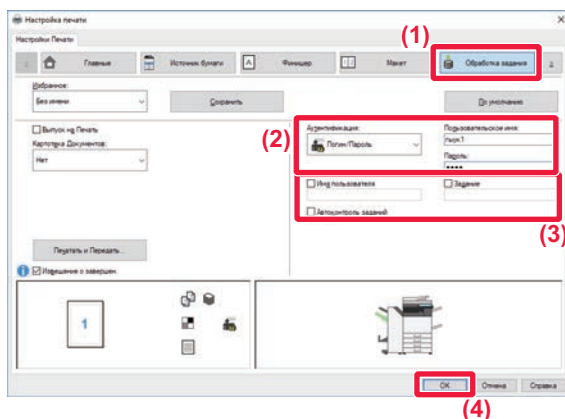 Настройка печати
Настройки Печати
(1)
Главные
Источник бумаги
Финишер
Макет
Обработка задания
Избранное:
Без имени
Сохранить
По умолчанию
(2)
Выпуск на Печать
Картотека Документов:
Нет
Аутентификация:
Логин/Пароль
Пользовательское имя:
Пароль:
••••
Имя пользователя
Задание
Автоконтроль заданий
(3)
Печатать и Передать...
Извещение о завершен.
1
OK
Отмена
Справка
(4)